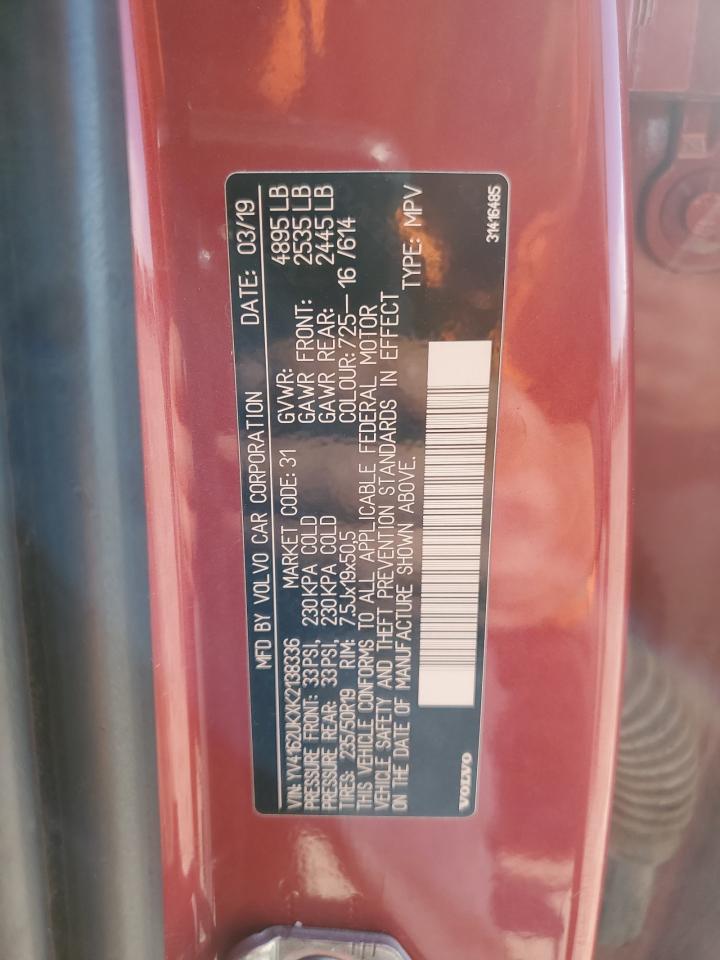 MFD BY VOLVO CAR CORPORATION DATE: 03/19
VIN: YV4162UKXK2138336 MARKET CODE: 31 GVWR: 4895 LB
PRESSURE FRONT: 33PSI, 230KPA COLD GAWR FRONT: 2535 LB
PRESSURE REAR: 33PSI, 230KPA COLD GAWR REAR: 2445 LB
TIRES: 235/50R19 RIM: 7.5Jx19x50,5 COLOUR: 725— 16 /614
THIS VEHICLE CONFORMS TO ALL APPLICABLE FEDERAL MOTOR
VEHICLE SAFETY AND THEFT PREVENTION STANDARDS IN EFFECT
ON THE DATE OF MANUFACTURE SHOWN ABOVE. TYPE: MPV
VOLVO 31416485